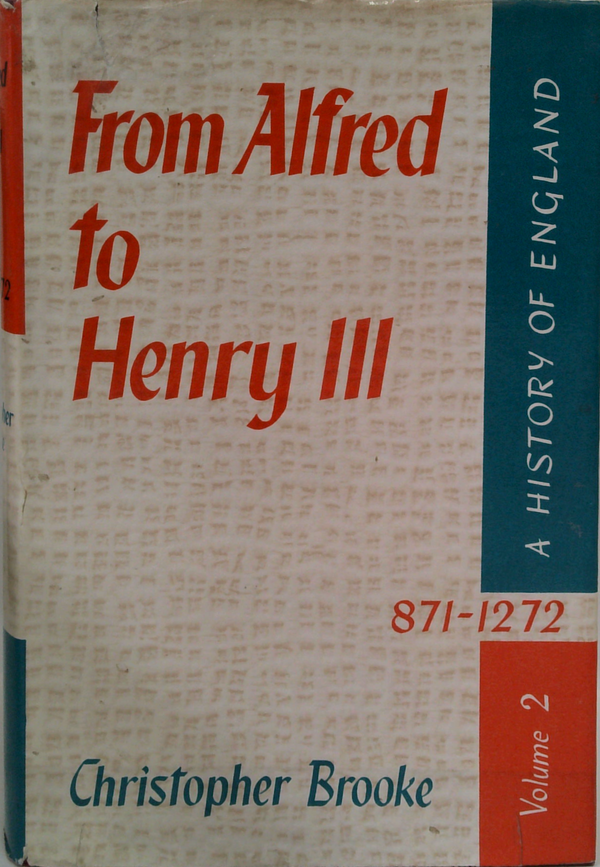 From Alfred
to
Henry III
A HISTORY OF ENGLAND
871-1272
Volume 2
Christopher Brooke